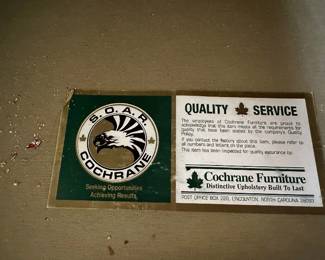 S.O.A.R.
COCHRANE
Seeking Opportunities
Achieving Results
QUALITY SERVICE
The employees of Cochrane Furniture are proud to
acknowledge that this item meets all the requirements for
quality that have been stated by the company's Quality
Policy.
If you contact the factory about this item, please refer to
all numbers and letters on the piece.
This item has been inspected for quality assurance by:
Cochrane Furniture
Distinctive Upholstery Built To Last
POST OFFICE BOX 220, LINCOLNTON, NORTH CAROLINA 28093